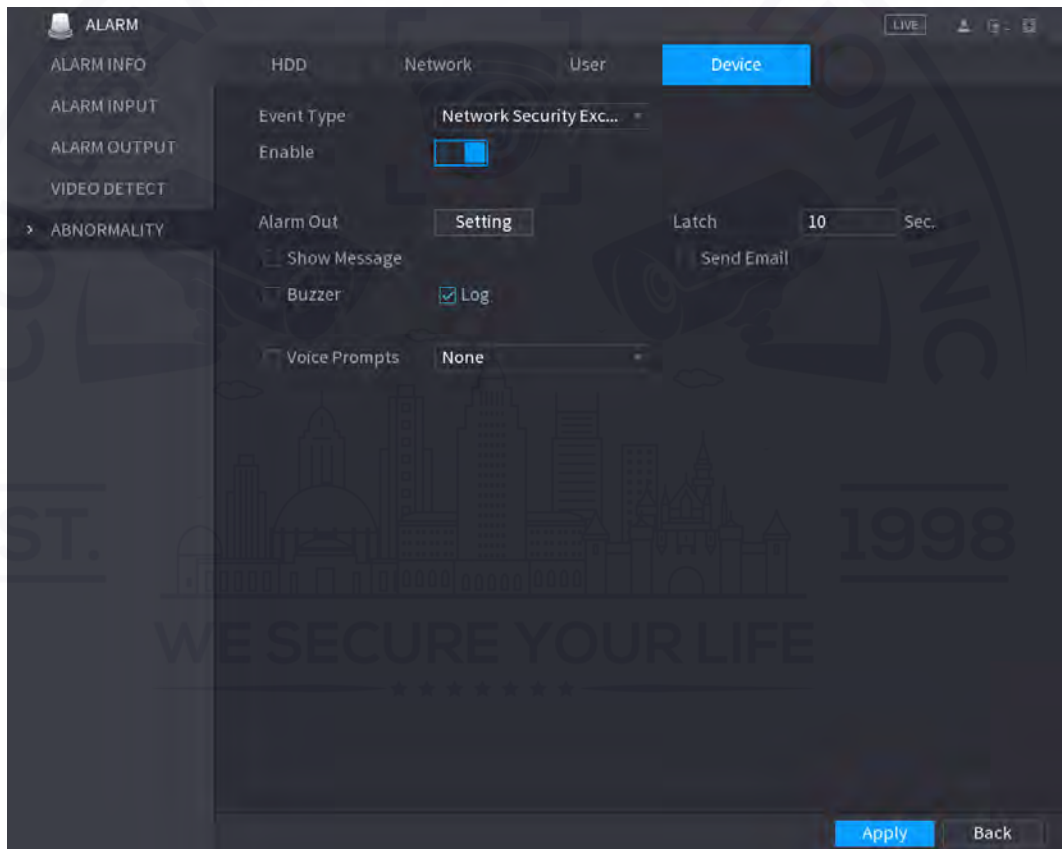 ALARM
LIVE
ALARM INFO
ALARM INPUT
ALARM OUTPUT
VIDEO DETECT
ABNORMALITY
HDD Network User Device
Event Type Network Security Exc...
Enable
Alarm Out Setting Latch 10 Sec.
Show Message Send Email
Buzzer Log
Voice Prompts None
EST. 1998
WE SECURE YOUR LIFE
Apply Back